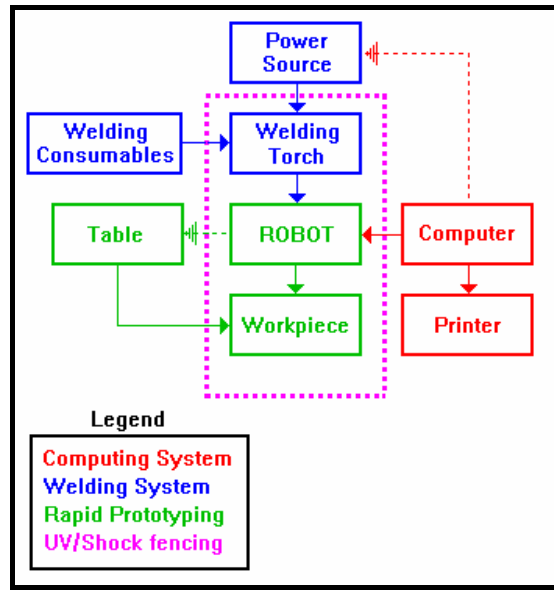 Power
Source
Welding
Consumables
Welding
Torch
Table
ROBOT
Computer
Workpiece
Printer
Legend
Computing System
Welding System
Rapid Prototyping
UV/Shock fencing